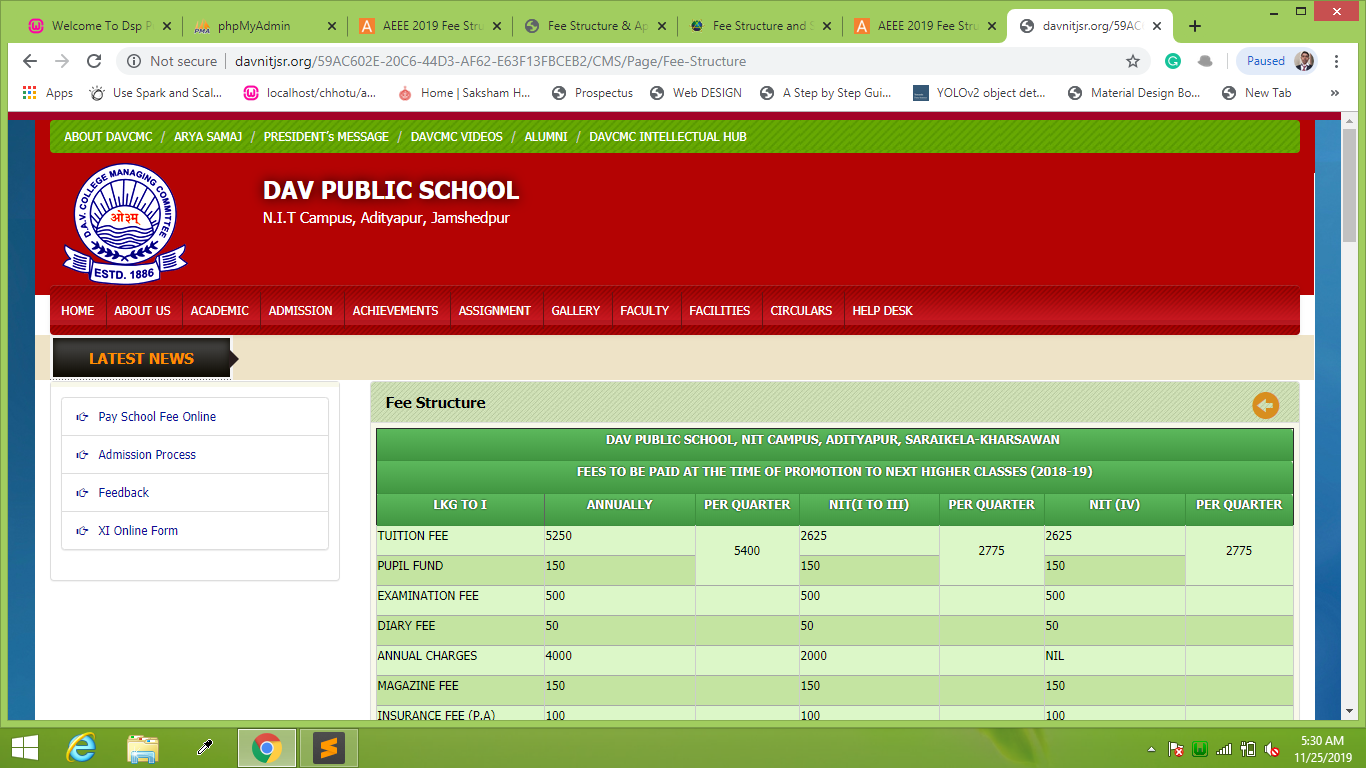 Welcome To Dsp P
phpMyAdmin
AEEE 2019 Fee Stru
Fee Structure & Ap
Fee Structure and S
AEEE 2019 Fee Stru
davnitjsr.org/59AC6
Not secure | davnitjsr.org/59AC602E-20C6-44D3-AF62-E63F13FBCEB2/CMS/Page/Fee-Structure
Paused
Apps
Use Spark and Scal...
localhost/chhotu/a...
Home | Saksham H...
Prospectus
Web DESIGN
A Step by Step Gui...
YOLOv2 object det...
Material Design Bo...
New Tab
»
ABOUT DAVCMC / ARYA SAMAJ / PRESIDENT's MESSAGE / DAVCMC VIDEOS / ALUMNI / DAVCMC INTELLECTUAL HUB
D.A.V. COLLEGE MANAGING COMMITTEE
ओ३म्
ESTD. 1886
DAV PUBLIC SCHOOL
N.I.T Campus, Adityapur, Jamshedpur
HOME ABOUT US ACADEMIC ADMISSION ACHIEVEMENTS ASSIGNMENT GALLERY FACULTY FACILITIES CIRCULARS HELP DESK
LATEST NEWS
Pay School Fee Online
Admission Process
Feedback
XI Online Form
Fee Structure
DAV PUBLIC SCHOOL, NIT CAMPUS, ADITYAPUR, SARAIKELA-KHARSAWAN
FEES TO BE PAID AT THE TIME OF PROMOTION TO NEXT HIGHER CLASSES (2018-19)
LKG TO I ANNUALLY PER QUARTER NIT(I TO III) PER QUARTER NIT (IV) PER QUARTER
TUITION FEE 5250 5400 2625 2775 2625 2775
PUPIL FUND 150 150 150
EXAMINATION FEE 500 500 500
DIARY FEE 50 50 50
ANNUAL CHARGES 4000 2000 NIL
MAGAZINE FEE 150 150 150
INSURANCE FEE (P.A) 100 100 100
5:30 AM
11/25/2019